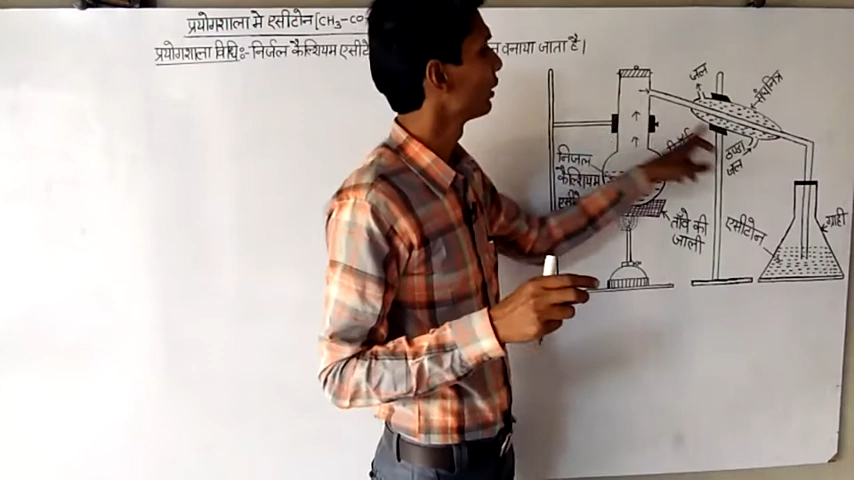 प्रयोगशाला मे एसीटोन [CH₃-CO
प्रयोगशाला विधि:- निर्जल कैल्शियम एसीटे न बनाया जाता है।
जल
संघनित्र
ठण्डा
जल
निर्जल
कैल्शियम
ताँबे की
जाली
एसीटोन
ग्राही